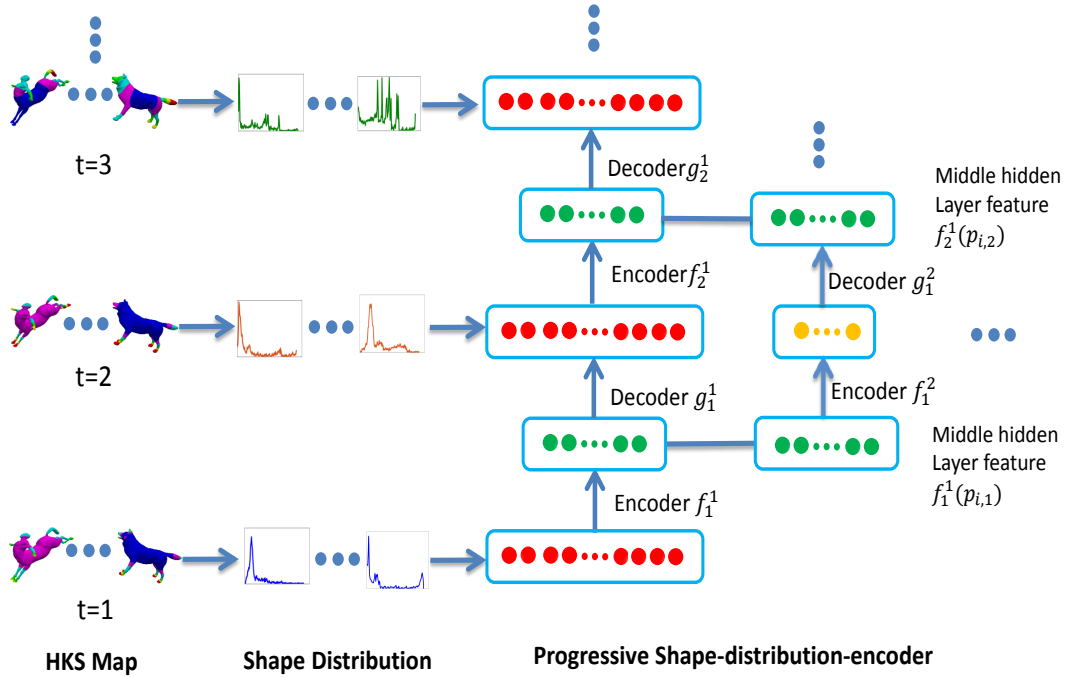 t=3
Decoder g_2^1
Middle hidden
Layer feature
f_2^1(p_{i,2})
Encoder f_2^1
Decoder g_1^2
t=2
Decoder g_1^1
Encoder f_1^2
Middle hidden
Layer feature
f_1^1(p_{i,1})
Encoder f_1^1
t=1
HKS Map
Shape Distribution
Progressive Shape-distribution-encoder